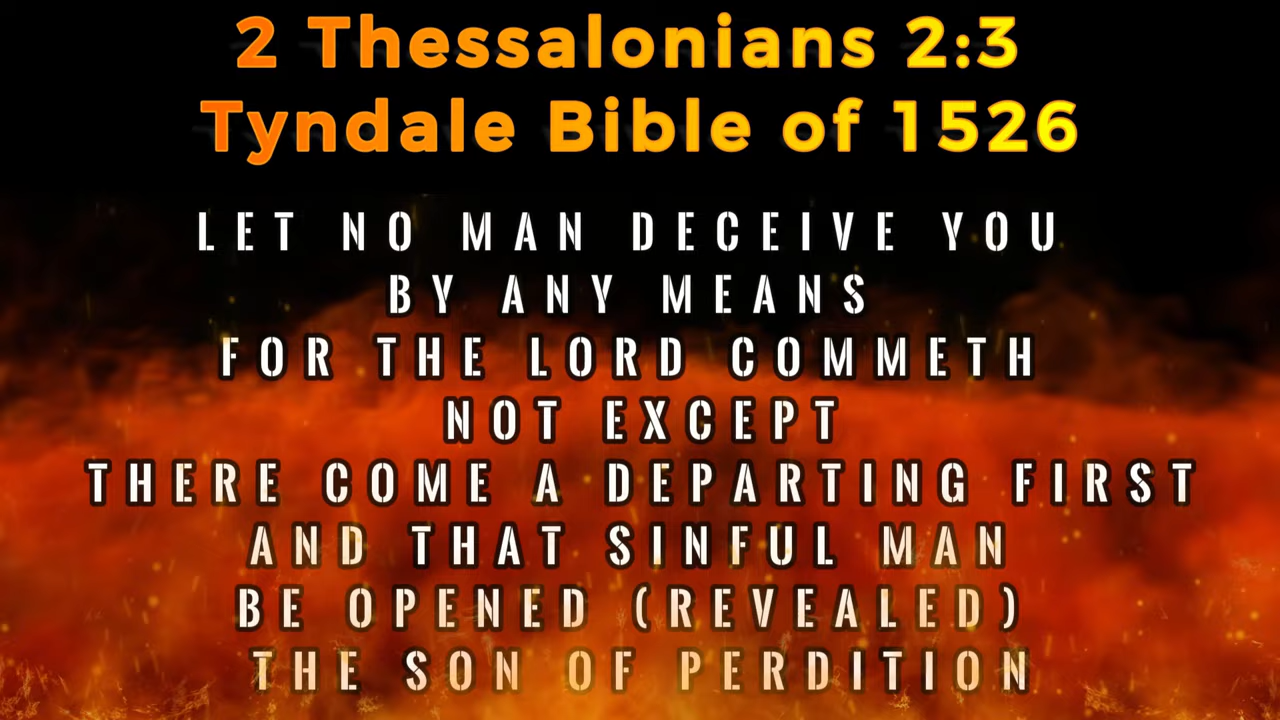 2 Thessalonians 2:3
Tyndale Bible of 1526
LET NO MAN DECEIVE YOU
BY ANY MEANS
FOR THE LORD COMMETH
NOT EXCEPT
THERE COME A DEPARTING FIRST
AND THAT SINFUL MAN
BE OPENED (REVEALED)
THE SON OF PERDITION